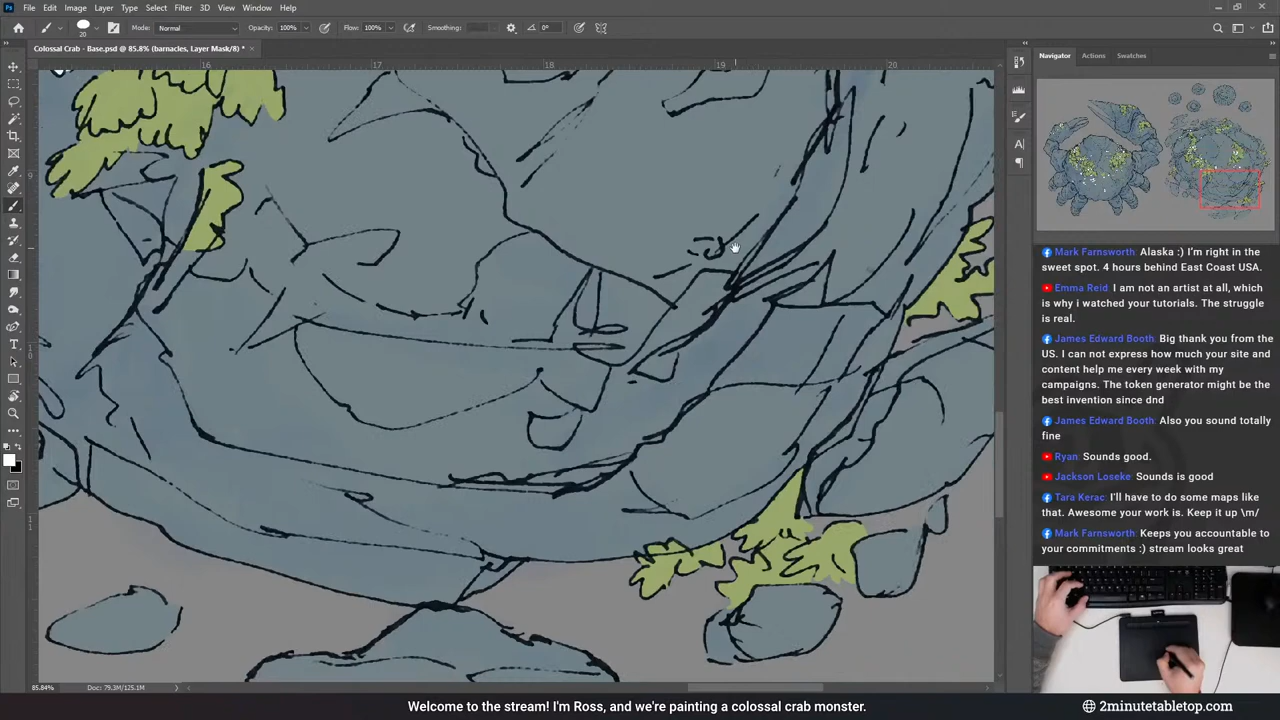 File Edit Image Layer Type Select Filter 3D View Window Help
20 Mode: Normal Opacity: 100% Flow: 100% Smoothing: 0°
Colossal Crab - Base.psd @ 85.8% (barnacles, Layer Mask/8) *
16 17 18 19 20
Navigator Actions Swatches
Mark Farnsworth: Alaska :) I'm right in the
sweet spot. 4 hours behind East Coast USA.
Emma Reid: I am not an artist at all, which
is why i watched your tutorials. The struggle
is real.
James Edward Booth: Big thank you from the
US. I can not express how much your site and
content help me every week with my
campaigns. The token generator might be the
best invention since dnd
James Edward Booth: Also you sound totally
fine
Ryan: Sounds good.
Jackson Loseke: Sounds is good
Tara Kerac: I'll have to do some maps like
that. Awesome your work. Keep it up \m/
Mark Farnsworth: Keeps you accountable to
your commitments :) stream looks great
85.84% Doc: 79.3M/125.1M
Welcome to the stream! I'm Ross, and we're painting a colossal crab monster.
2minutetabletop.com